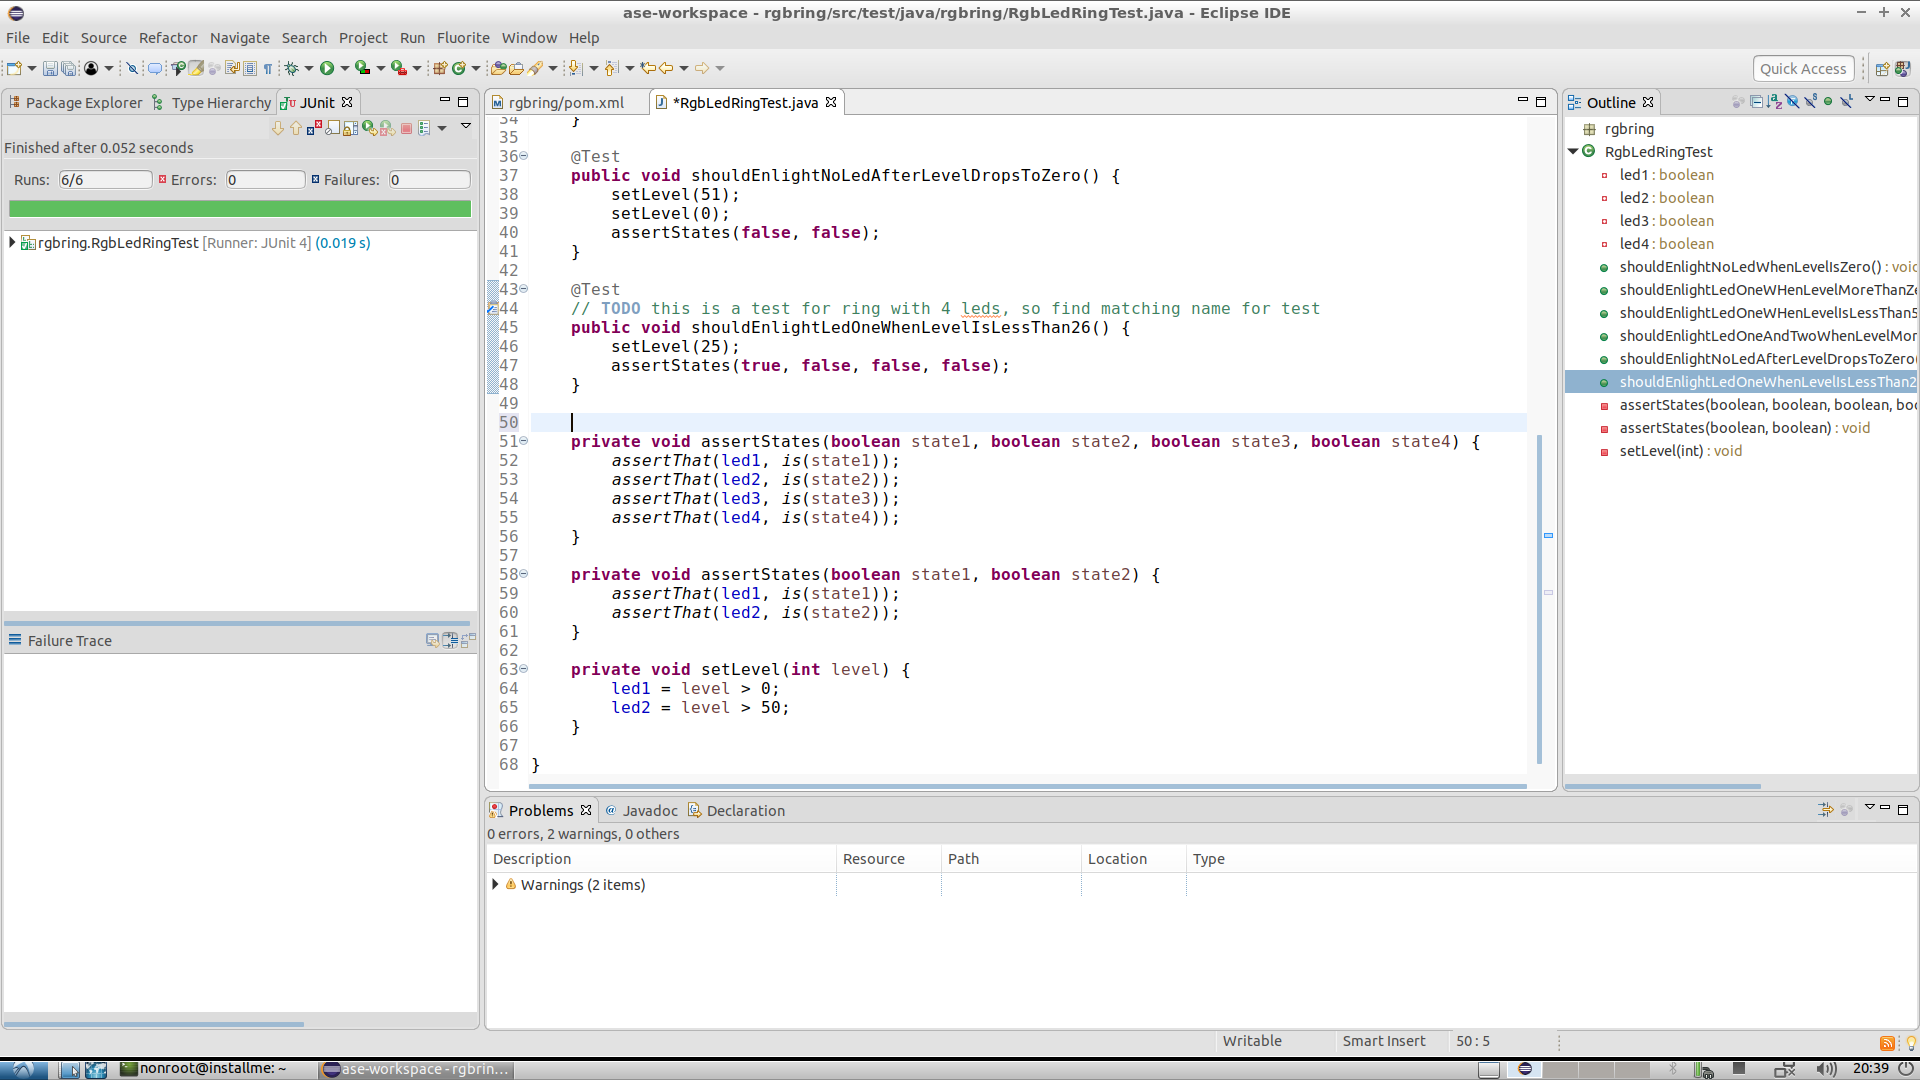 ase-workspace - rgbring/src/test/java/rgbring/RgbLedRingTest.java - Eclipse IDE
File Edit Source Refactor Navigate Search Project Run Fluorite Window Help
Quick Access
Package Explorer Type Hierarchy JUnit
Finished after 0.052 seconds
Runs: 6/6 Errors: 0 Failures: 0
rgbring.RgbLedRingTest [Runner: JUnit 4] (0.019 s)
Failure Trace
rgbring/pom.xml *RgbLedRingTest.java
34 }
35
36 @Test
37 public void shouldEnlightNoLedAfterLevelDropsToZero() {
38 setLevel(51);
39 setLevel(0);
40 assertStates(false, false);
41 }
42
43 @Test
44 // TODO this is a test for ring with 4 leds, so find matching name for test
45 public void shouldEnlightLedOneWhenLevelIsLessThan26() {
46 setLevel(25);
47 assertStates(true, false, false, false);
48 }
49
50
51 private void assertStates(boolean state1, boolean state2, boolean state3, boolean state4) {
52 assertThat(led1, is(state1));
53 assertThat(led2, is(state2));
54 assertThat(led3, is(state3));
55 assertThat(led4, is(state4));
56 }
57
58 private void assertStates(boolean state1, boolean state2) {
59 assertThat(led1, is(state1));
60 assertThat(led2, is(state2));
61 }
62
63 private void setLevel(int level) {
64 led1 = level > 0;
65 led2 = level > 50;
66 }
67
68 }
Outline
rgbring
RgbLedRingTest
led1 : boolean
led2 : boolean
led3 : boolean
led4 : boolean
shouldEnlightNoLedWhenLevelIsZero() : voic
shouldEnlightLedOneWHenLevelMoreThanZe
shouldEnlightLedOneWHenLevelIsLessThan5
shouldEnlightLedOneAndTwoWhenLevelMor
shouldEnlightNoLedAfterLevelDropsToZero(
shouldEnlightLedOneWhenLevelIsLessThan2
assertStates(boolean, boolean, boolean, boo
assertStates(boolean, boolean) : void
setLevel(int) : void
Problems @ Javadoc Declaration
0 errors, 2 warnings, 0 others
Description Resource Path Location Type
Warnings (2 items)
Writable Smart Insert 50 : 5
nonroot@installme: ~ ase-workspace - rgbrin... 20:39